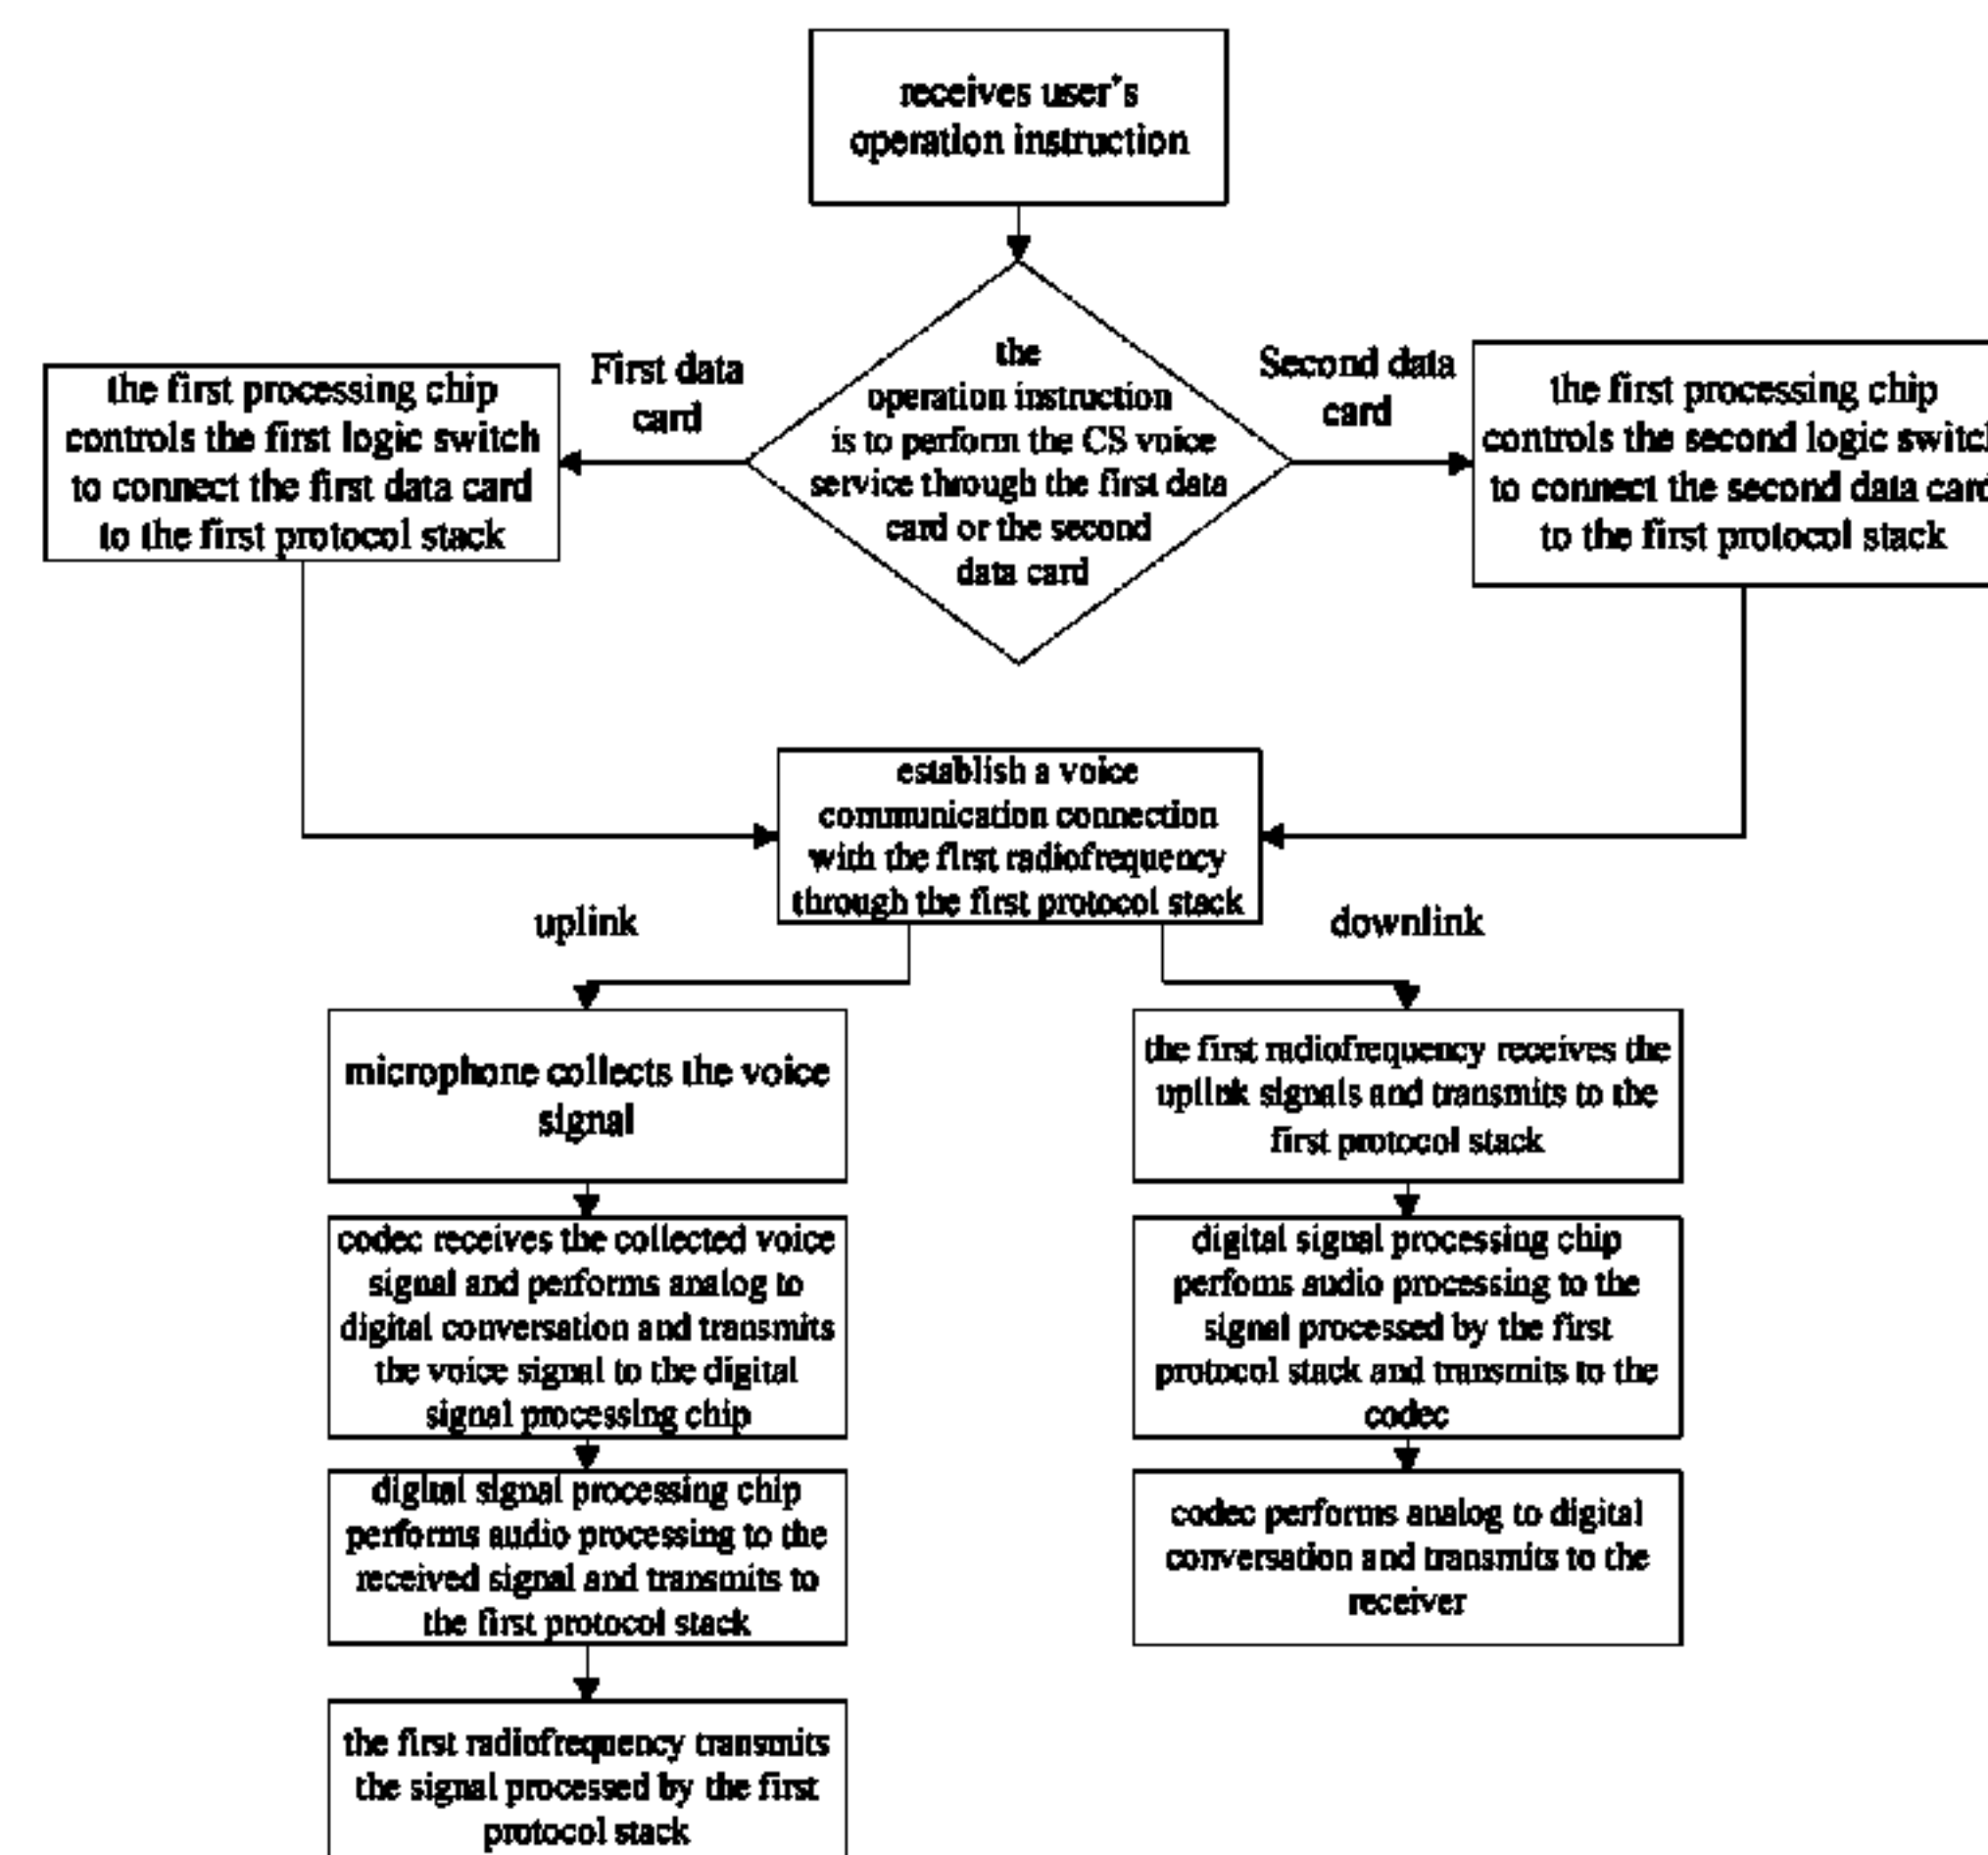 receives user's
operation instruction
the
operation instruction
is to perform the CS voice
service through the first data
card or the second
data card
First data
card
Second data
card
the first processing chip
controls the first logic switch
to connect the first data card
to the first protocol stack
the first processing chip
controls the second logic
to connect the second data
to the first protocol stack
establish a voice
communication connection
with the first radiofrequency
through the first protocol stack
uplink
downlink
microphone collects the voice
signal
codec receives the collected voice
signal and performs analog to
digital conversation and transmits
the voice signal to the digital
signal processing chip
digital signal processing chip
performs audio processing to the
received signal and transmits to
the first protocol stack
the first radiofrequency transmits
the signal processed by the first
protocol stack
the first radiofrequency receives the
uplink signals and transmits to the
first protocol stack
digital signal processing chip
perfoms audio processing to the
signal processed by the first
protocol stack and transmits to the
codec
codec performs analog to digital
conversation and transmits to the
receiver